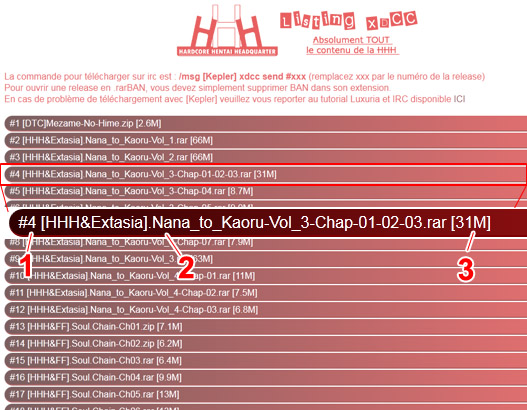 Listing xDCC
Absolument TOUT
le contenu de la HHH
HARDCORE HENTAI HEADQUARTER
La commande pour télécharger sur irc est : /msg [Kepler] xdcc send #xxx (remplacez xxx par le numéro de la release)
Pour ouvrir une release en .rarBAN, vous devez simplement supprimer BAN dans son extension.
En cas de problème de téléchargement avec [Kepler] veuillez vous reporter au tutorial Luxuria et IRC disponible ICI
#1 [DTC]Mezame-No-Hime.zip [2.6M]
#2 [HHH&Extasia].Nana_to_Kaoru-Vol_1.rar [66M]
#3 [HHH&Extasia].Nana_to_Kaoru-Vol_2.rar [66M]
#4 [HHH&Extasia].Nana_to_Kaoru-Vol_3-Chap-01-02-03.rar [31M]
#5 [HHH&Extasia].Nana_to_Kaoru-Vol_3-Chap-04.rar [8.7M]
#4 [HHH&Extasia].Nana_to_Kaoru-Vol_3-Chap-01-02-03.rar [31M]
#8 [HHH&Extasia].Nana_to_Kaoru-Vol_3-Chap-07.rar [7.9M]
1 2 3
#10 [HHH&Extasia].Nana_to_Kaoru-Vol_4-Chap-01.rar [11M]
#11 [HHH&Extasia].Nana_to_Kaoru-Vol_4-Chap-02.rar [7.5M]
#12 [HHH&Extasia].Nana_to_Kaoru-Vol_4-Chap-03.rar [6.8M]
#13 [HHH&FF].Soul.Chain-Ch01.zip [7.1M]
#14 [HHH&FF].Soul.Chain-Ch02.zip [6.2M]
#15 [HHH&FF].Soul.Chain-Ch03.rar [6.4M]
#16 [HHH&FF].Soul.Chain-Ch04.rar [9.9M]
#17 [HHH&FF].Soul.Chain-Ch05.rar [13M]